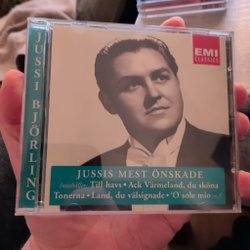 JUSSI BJÖRLING
EMI
CLASSICS
JUSSIS MEST ÖNSKADE
Innehåller: Till havs • Ack Värmeland, du sköna
Tonerna • Land, du välsignade • 'O sole mio